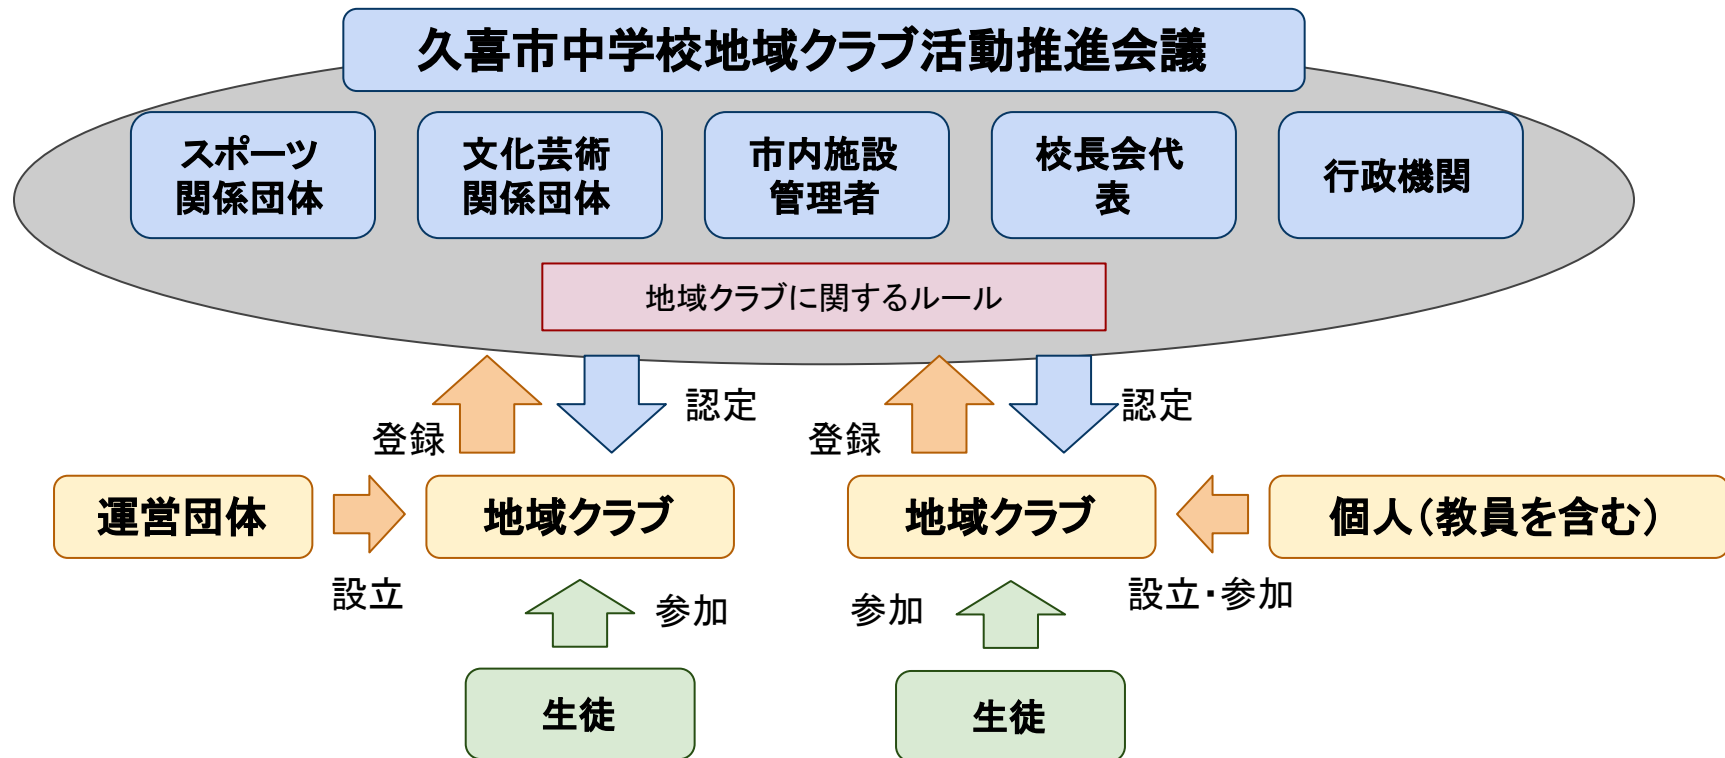 久喜市中学校地域クラブ活動推進会議
スポーツ
関係団体
文化芸術
関係団体
市内施設
管理者
校長会代
表
行政機関
地域クラブに関するルール
登録
認定
登録
認定
運営団体
地域クラブ
地域クラブ
個人（教員を含む）
設立
参加
参加
設立・参加
生徒
生徒